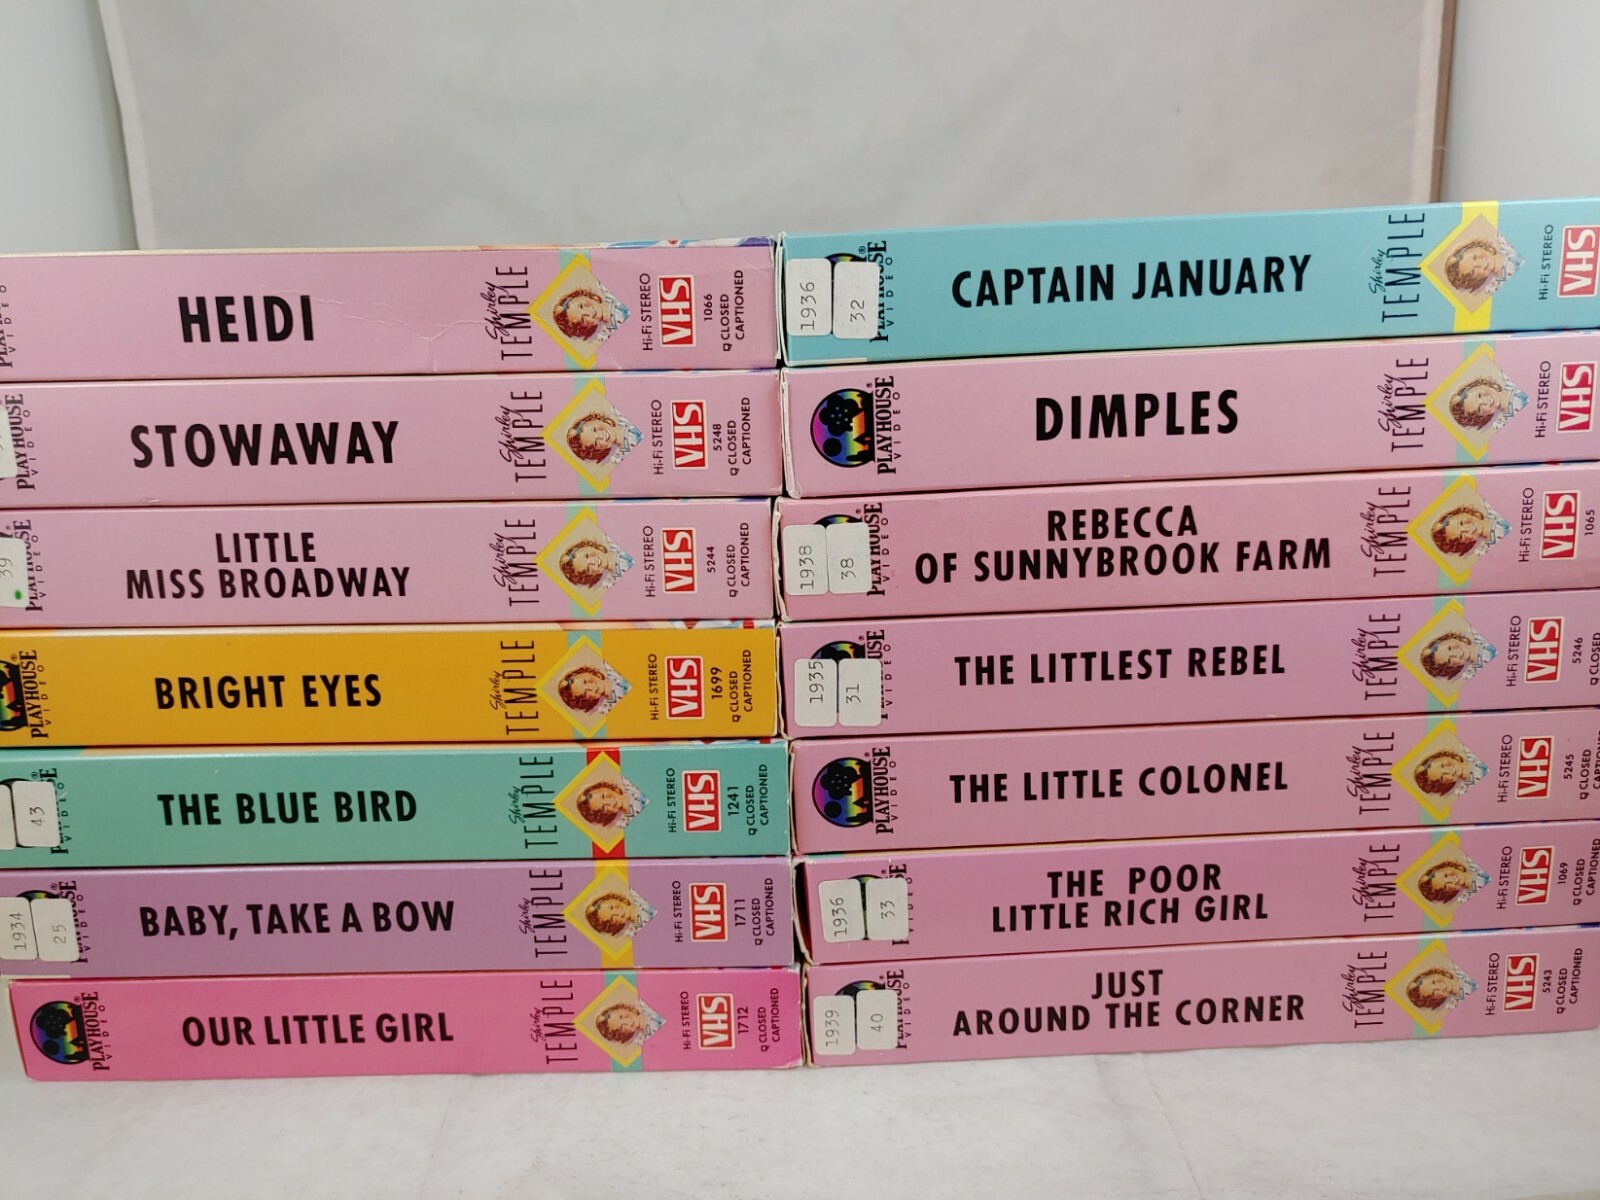 VIDEO
HEIDI
Shirley
TEMPLE
Hi-Fi STEREO
VHS
1066
CLOSED
CAPTIONED
PLAYHOUSE
VIDEO
STOWAWAY
Shirley
TEMPLE
Hi-Fi STEREO
VHS
5248
CLOSED
CAPTIONED
39
VIDEO
LITTLE
MISS BROADWAY
Shirley
TEMPLE
Hi-Fi STEREO
VHS
5244
CLOSED
CAPTIONED
PLAYHOUSE
VIDEO
BRIGHT EYES
Shirley
TEMPLE
Hi-Fi STEREO
VHS
1699
CLOSED
CAPTIONED
43
THE BLUE BIRD
Shirley
TEMPLE
Hi-Fi STEREO
VHS
1241
CLOSED
CAPTIONED
1934
25
BABY, TAKE A BOW
Shirley
TEMPLE
Hi-Fi STEREO
VHS
1711
CLOSED
CAPTIONED
PLAYHOUSE
VIDEO
OUR LITTLE GIRL
Shirley
TEMPLE
Hi-Fi STEREO
VHS
1712
CLOSED
CAPTIONED
1936
32
CAPTAIN JANUARY
Shirley
TEMPLE
Hi-Fi STEREO
VHS
PLAYHOUSE
VIDEO
DIMPLES
Shirley
TEMPLE
Hi-Fi STEREO
VHS
1938
38
REBECCA
OF SUNNYBROOK FARM
Shirley
TEMPLE
Hi-Fi STEREO
VHS
1065
1935
31
THE LITTLEST REBEL
Shirley
TEMPLE
Hi-Fi STEREO
VHS
5246
CLOSED
PLAYHOUSE
VIDEO
THE LITTLE COLONEL
Shirley
TEMPLE
Hi-Fi STEREO
VHS
5245
CLOSED
1936
33
THE POOR
LITTLE RICH GIRL
Shirley
TEMPLE
Hi-Fi STEREO
VHS
1069
CLOSED
CAPTIONED
1939
40
JUST
AROUND THE CORNER
Shirley
TEMPLE
Hi-Fi STEREO
VHS
5243
CLOSED
CAPTIONED